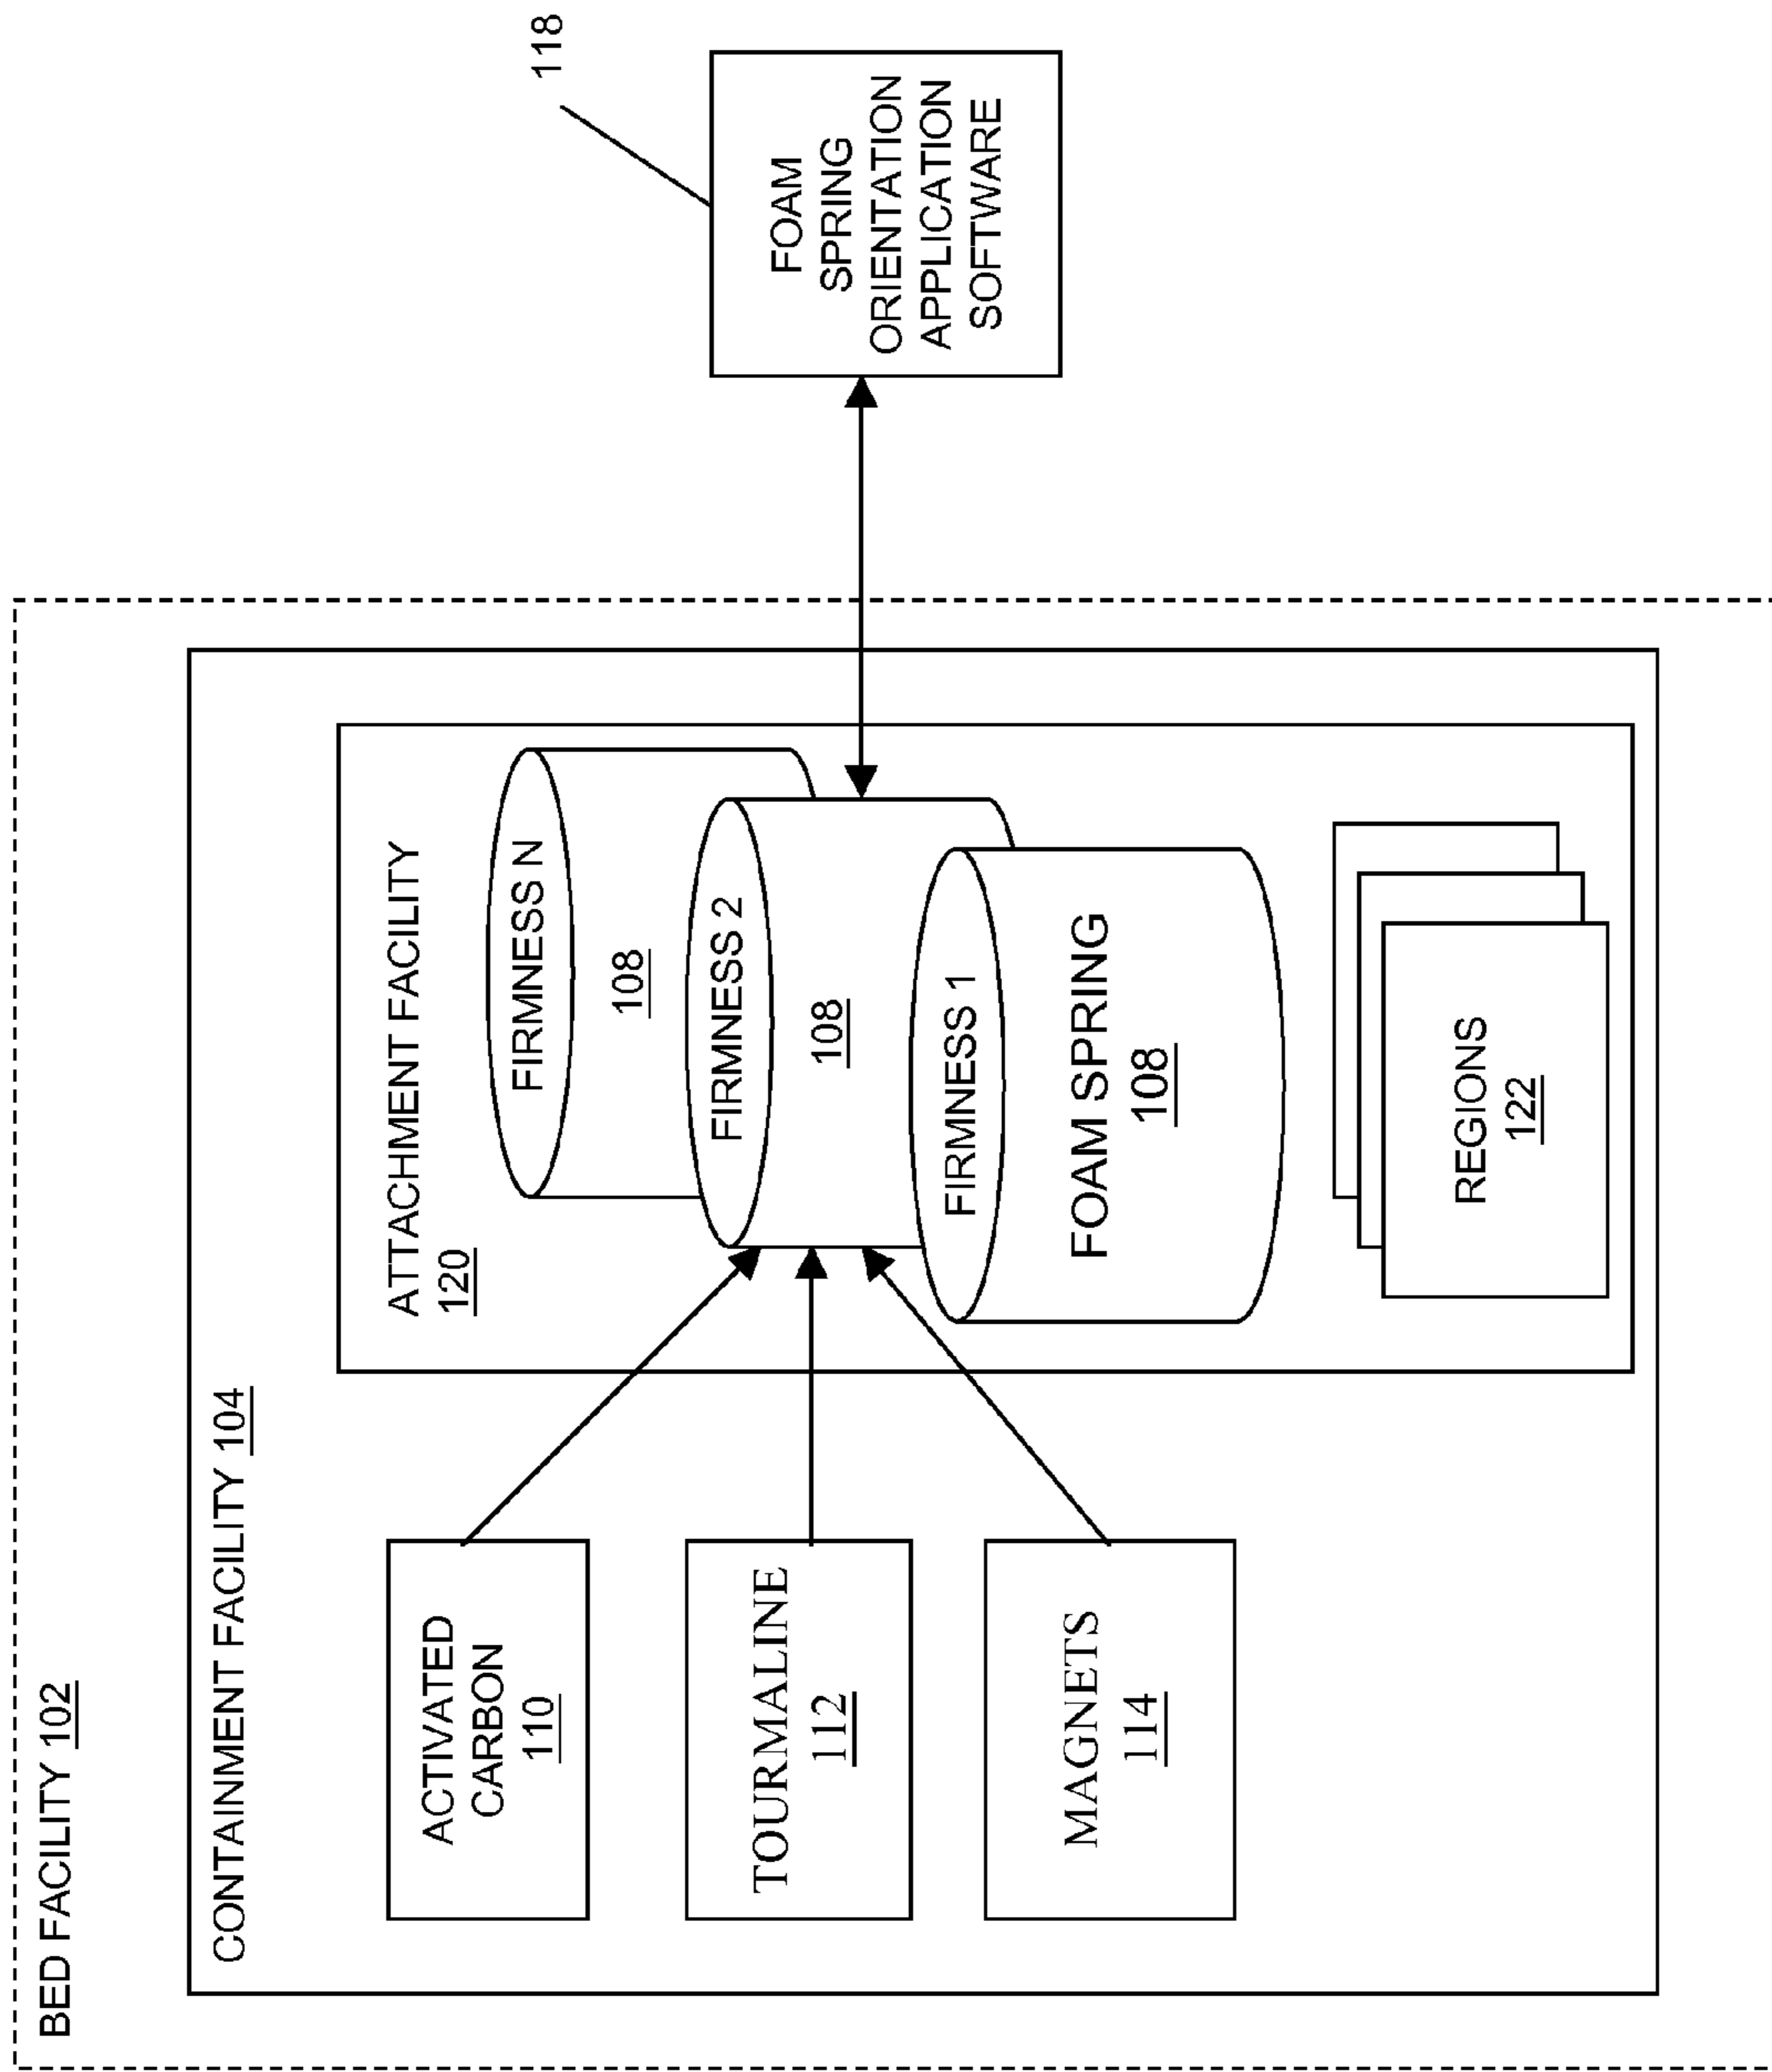 BED FACILITY 102
CONTAINMENT FACILITY 104
ACTIVATED
CARBON
110
TOURMALINE
112
MAGNETS
114
ATTACHMENT FACILITY
120
FIRMNESS N
108
FIRMNESS 2
108
FIRMNESS 1
FOAM SPRING
108
REGIONS
122
118
FOAM
SPRING
ORIENTATION
APPLICATION
SOFTWARE